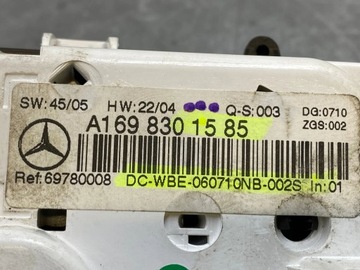 SW: 45/05 HW: 22/04 Q-S: 003 DG: 0710
ZGS: 002
A 169 830 15 85
Ref: 69780008 DC-WBE-060710NB-002S In: 01